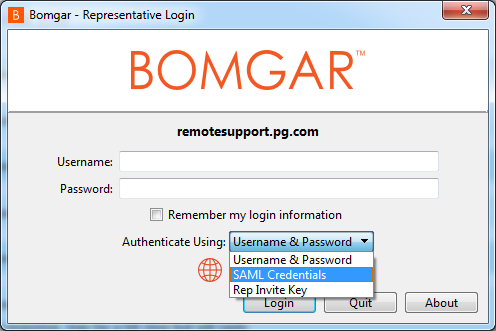 Bomgar - Representative Login
BOMGAR™
remotesupport.pg.com
Username:
Password:
Remember my login information
Authenticate Using: Username & Password
Username & Password
SAML Credentials
Rep Invite Key
Login Quit About